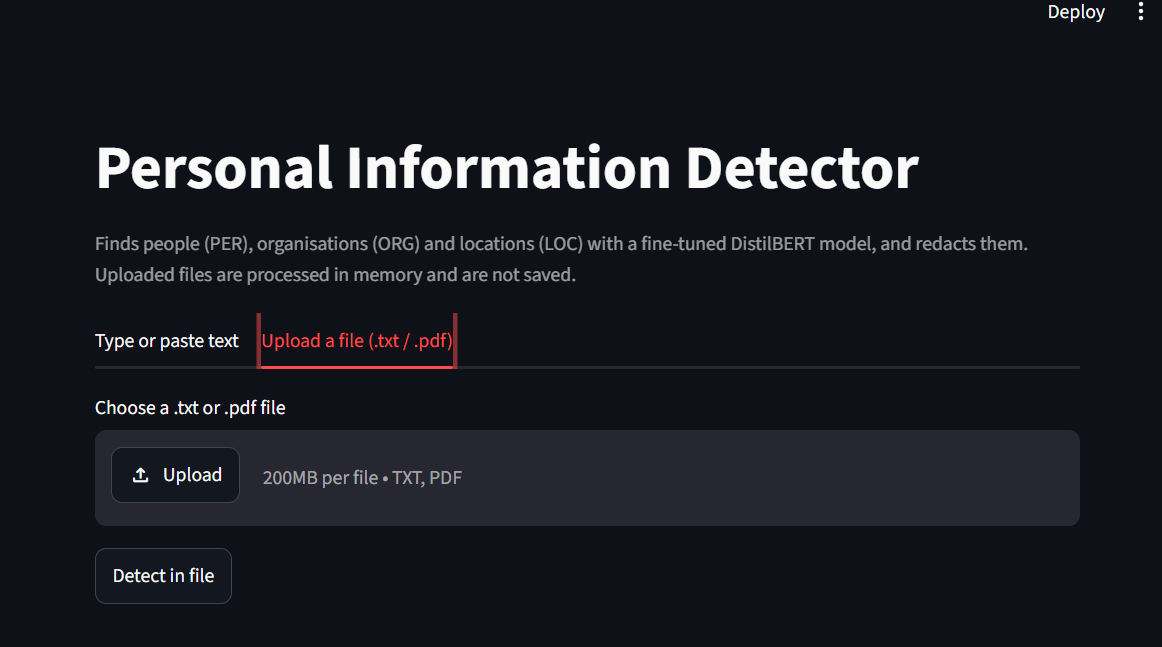 Deploy
Personal Information Detector
Finds people (PER), organisations (ORG) and locations (LOC) with a fine-tuned DistilBERT model, and redacts them.
Uploaded files are processed in memory and are not saved.
Type or paste text Upload a file (.txt / .pdf)
Choose a .txt or .pdf file
Upload 200MB per file • TXT, PDF
Detect in file